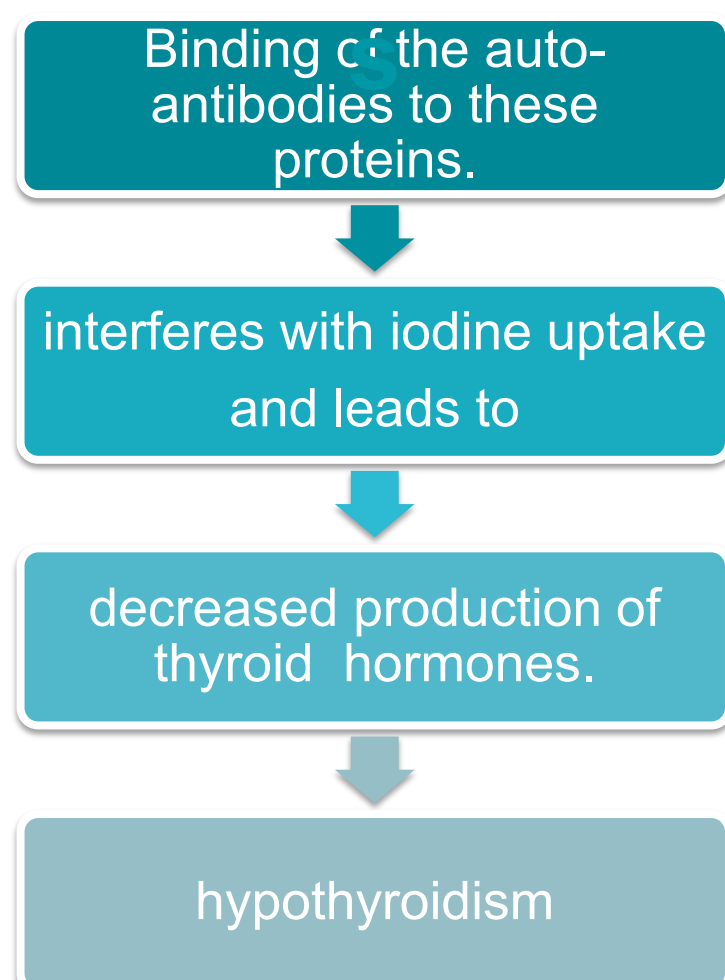 Binding of the auto-
antibodies to these
proteins.
s
interferes with iodine uptake
and leads to
decreased production of
thyroid  hormones.
hypothyroidism